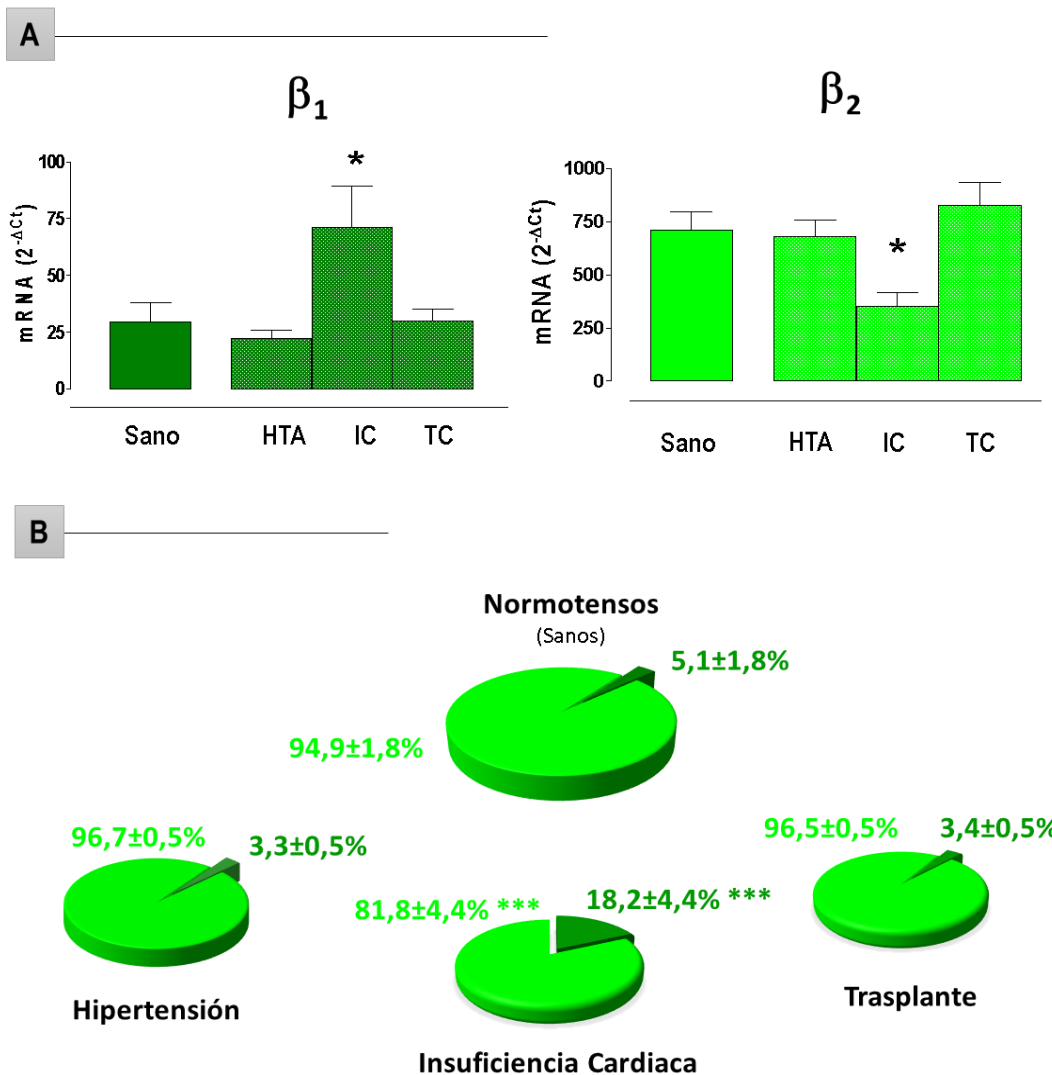 A
β1
β2
*
*
mRNA (2-ΔCt)
100
75
50
25
0
Sano HTA IC TC
mRNA (2-ΔCt)
1000
750
500
250
0
Sano HTA IC TC
B
Normotensos
(Sanos)
5,1±1,8%
94,9±1,8%
96,7±0,5%
3,3±0,5%
Hipertensión
81,8±4,4% ***
18,2±4,4% ***
Insuficiencia Cardiaca
96,5±0,5%
3,4±0,5%
Trasplante